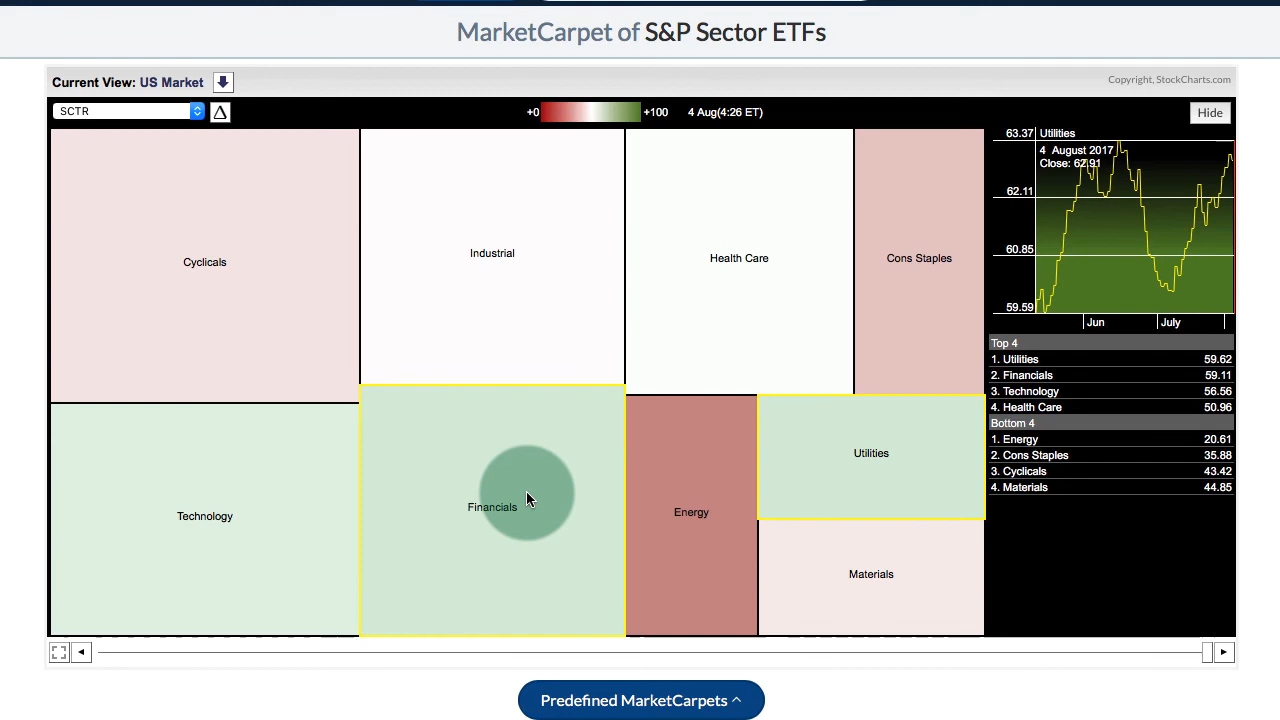 MarketCarpet of S&P Sector ETFs
Current View: US Market
Copyright, StockCharts.com
SCTR
+0
+100
4 Aug(4:26 ET)
Hide
Cyclicals
Industrial
Health Care
Cons Staples
Technology
Financials
Energy
Utilities
Materials
63.37
Utilities
4 August 2017
Close: 62.91
62.11
60.85
59.59
Jun
July
Top 4
1. Utilities 59.62
2. Financials 59.11
3. Technology 56.56
4. Health Care 50.96
Bottom 4
1. Energy 20.61
2. Cons Staples 35.88
3. Cyclicals 43.42
4. Materials 44.85
Predefined MarketCarpets